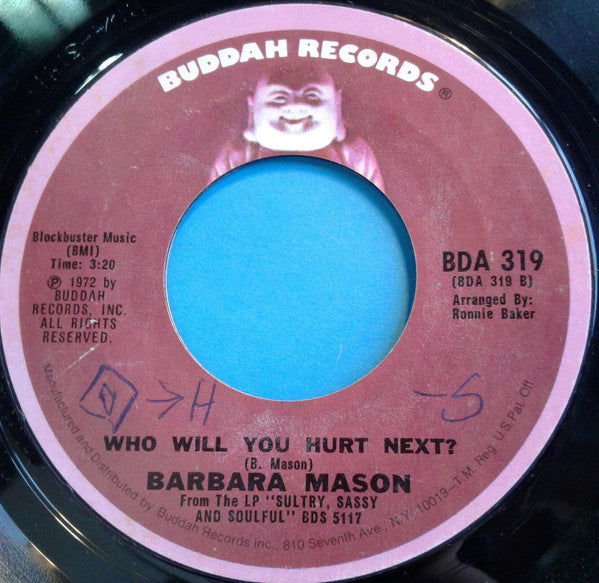 BUDDAH RECORDS®
Blockbuster Music
(BMI)
Time: 3:20
℗ 1972 by
BUDDAH
RECORDS, INC.
ALL RIGHTS
RESERVED.
BDA 319
(BDA 319 B)
Arranged By:
Ronnie Baker
→H
-S
WHO WILL YOU HURT NEXT?
(B. Mason)
BARBARA MASON
From The LP "SULTRY, SASSY
AND SOULFUL" BDS 5117
Manufactured and Distributed by Buddah Records Inc., 810 Seventh Ave., N.Y. 10019—T.M. Reg. U.S. Pat. Off